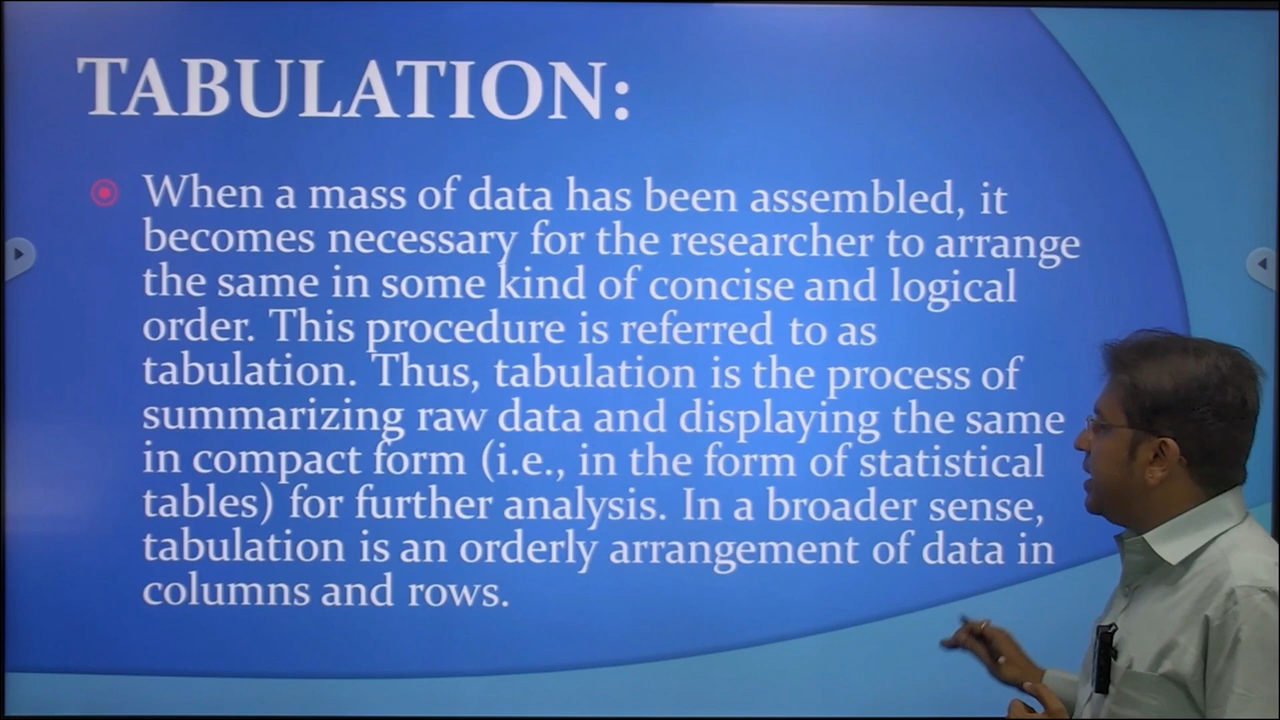 TABULATION:
When a mass of data has been assembled, it
becomes necessary for the researcher to arrange
the same in some kind of concise and logical
order. This procedure is referred to as
tabulation. Thus, tabulation is the process of
summarizing raw data and displaying the same
in compact form (i.e., in the form of statistical
tables) for further analysis. In a broader sense,
tabulation is an orderly arrangement of data in
columns and rows.